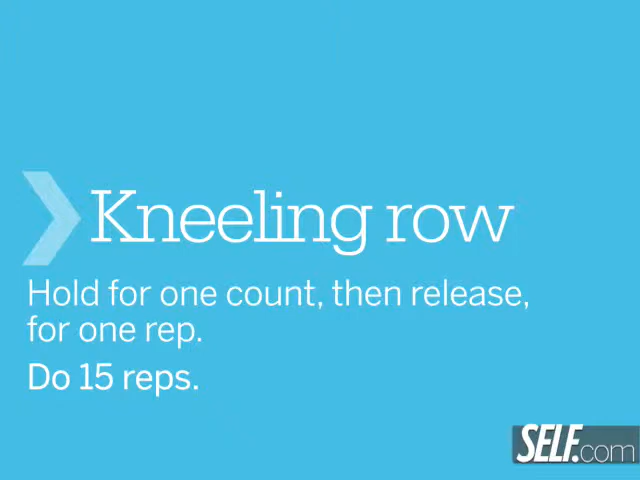 Kneeling row
Hold for one count, then release,
for one rep.
Do 15 reps.
SELF.com